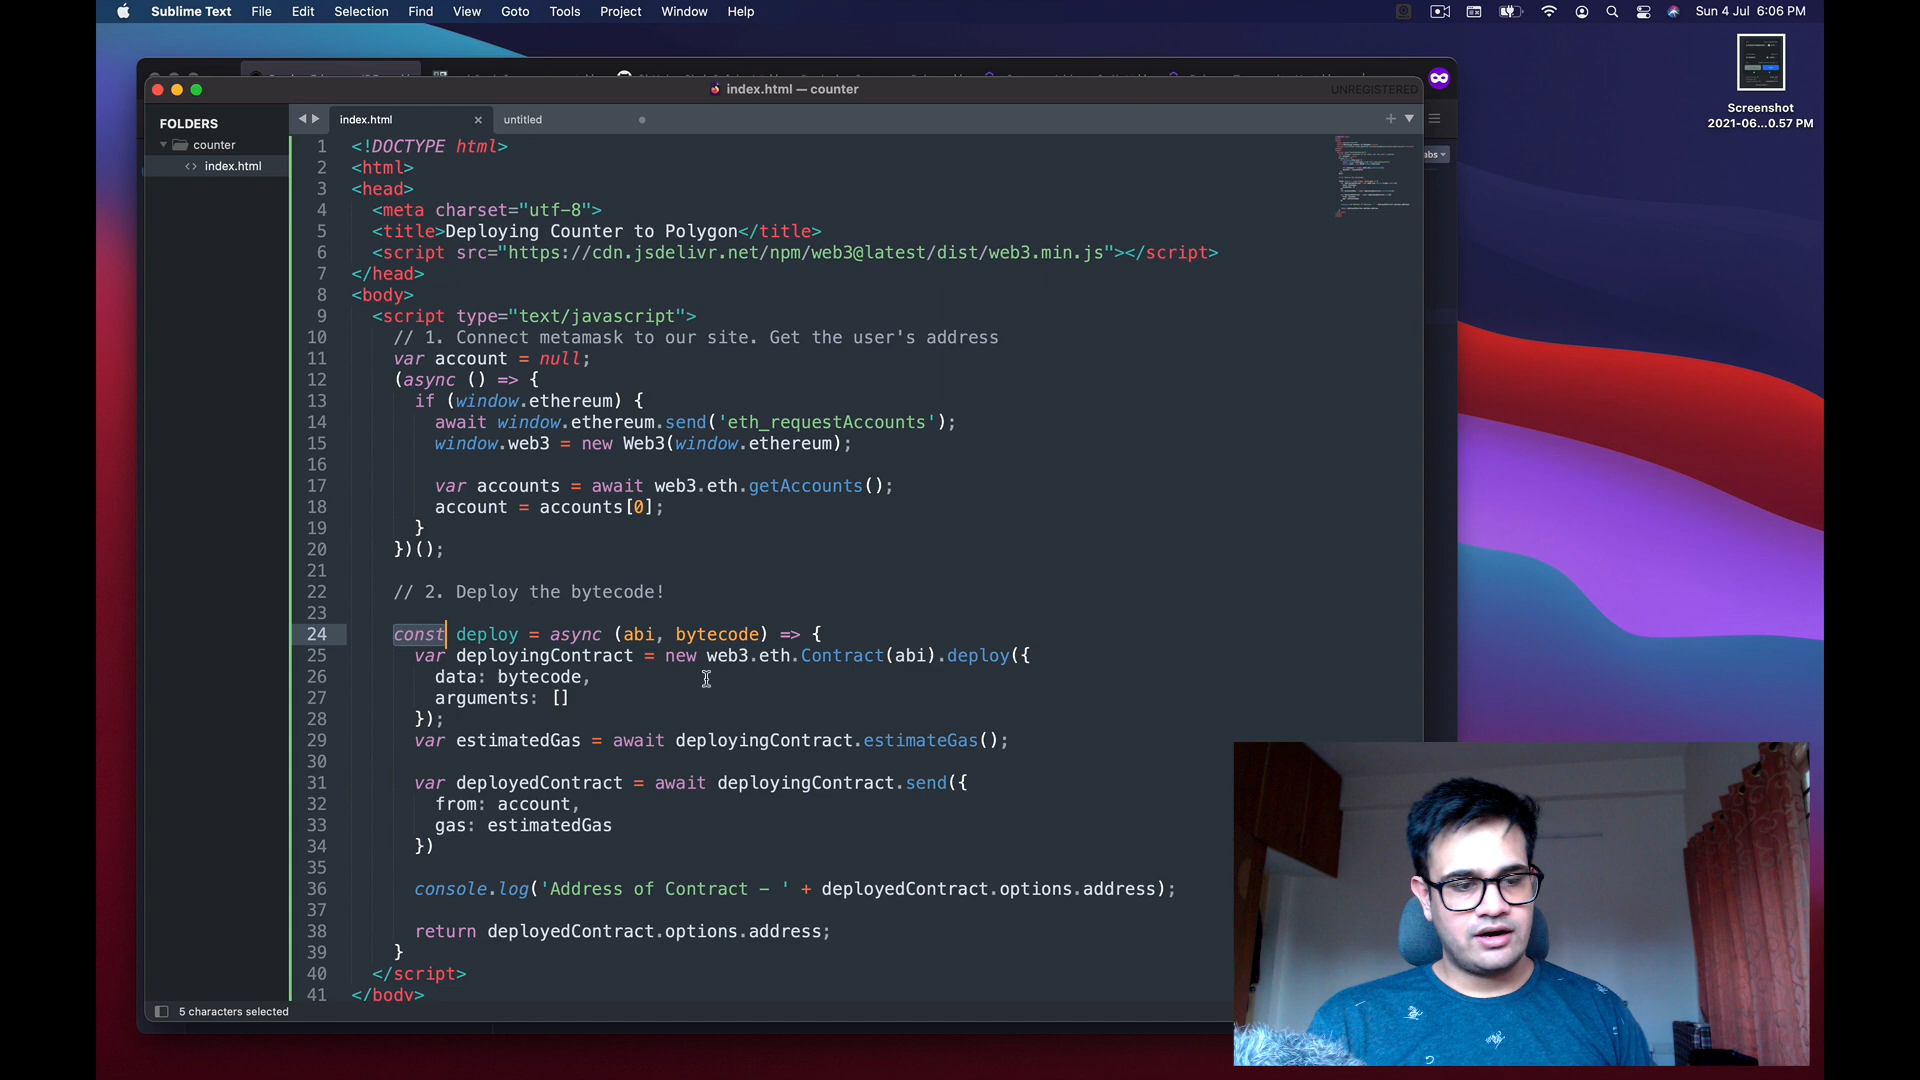 Sublime Text File Edit Selection Find View Goto Tools Project Window Help
Sun 4 Jul 6:06 PM
Screenshot
2021-06...0.57 PM
index.html — counter
UNREGISTERED
FOLDERS
counter
index.html
index.html
untitled
abs
1 <!DOCTYPE html>
2 <html>
3 <head>
4 <meta charset="utf-8">
5 <title>Deploying Counter to Polygon</title>
6 <script src="https://cdn.jsdelivr.net/npm/web3@latest/dist/web3.min.js"></script>
7 </head>
8 <body>
9 <script type="text/javascript">
10 // 1. Connect metamask to our site. Get the user's address
11 var account = null;
12 (async () => {
13 if (window.ethereum) {
14 await window.ethereum.send('eth_requestAccounts');
15 window.web3 = new Web3(window.ethereum);
16
17 var accounts = await web3.eth.getAccounts();
18 account = accounts[0];
19 }
20 })();
21
22 // 2. Deploy the bytecode!
23
24 const deploy = async (abi, bytecode) => {
25 var deployingContract = new web3.eth.Contract(abi).deploy({
26 data: bytecode,
27 arguments: []
28 });
29 var estimatedGas = await deployingContract.estimateGas();
30
31 var deployedContract = await deployingContract.send({
32 from: account,
33 gas: estimatedGas
34 })
35
36 console.log('Address of Contract - ' + deployedContract.options.address);
37
38 return deployedContract.options.address;
39 }
40 </script>
41 </body>
5 characters selected